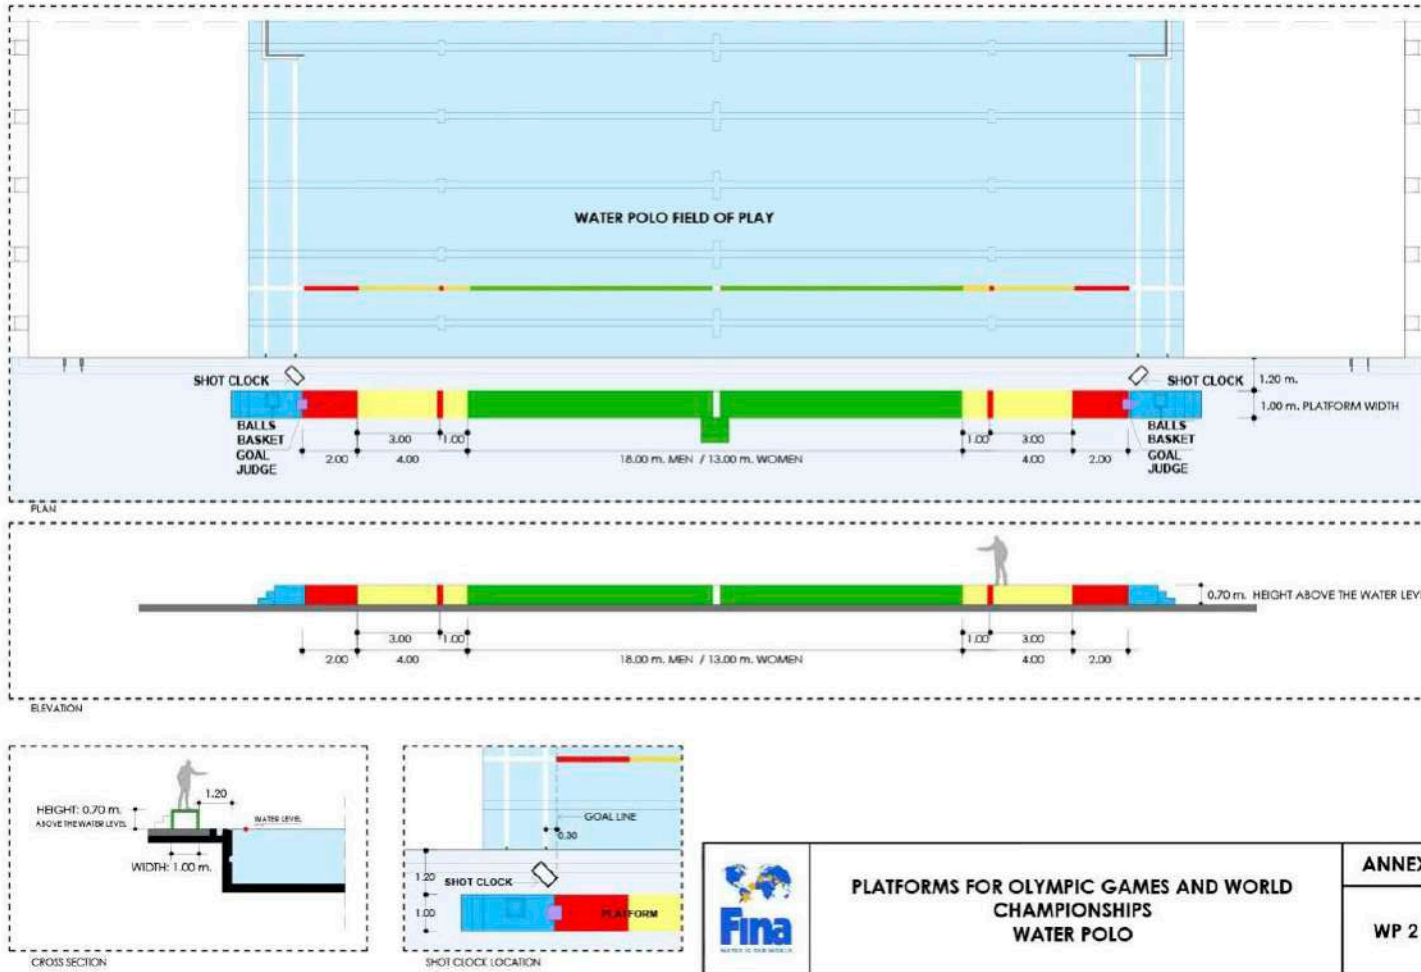 WATER POLO FIELD OF PLAY
SHOT CLOCK
SHOT CLOCK
1.20 m.
1.00 m. PLATFORM WIDTH
BALLS
BASKET
GOAL
JUDGE
BALLS
BASKET
GOAL
JUDGE
3.00
1.00
1.00
3.00
2.00
4.00
18.00 m. MEN / 13.00 m. WOMEN
4.00
2.00
PLAN
0.70 m. HEIGHT ABOVE THE WATER LEVE
3.00
1.00
1.00
3.00
2.00
4.00
18.00 m. MEN / 13.00 m. WOMEN
4.00
2.00
ELEVATION
1.20
HEIGHT: 0.70 m.
ABOVE THE WATER LEVEL
WATER LEVEL
WIDTH: 1.00 m.
CROSS SECTION
GOAL LINE
0.30
1.20
SHOT CLOCK
1.00
PLATFORM
SHOT CLOCK LOCATION
Fina
WATER IS OUR WORLD
PLATFORMS FOR OLYMPIC GAMES AND WORLD
CHAMPIONSHIPS
WATER POLO
ANNEX
WP 2